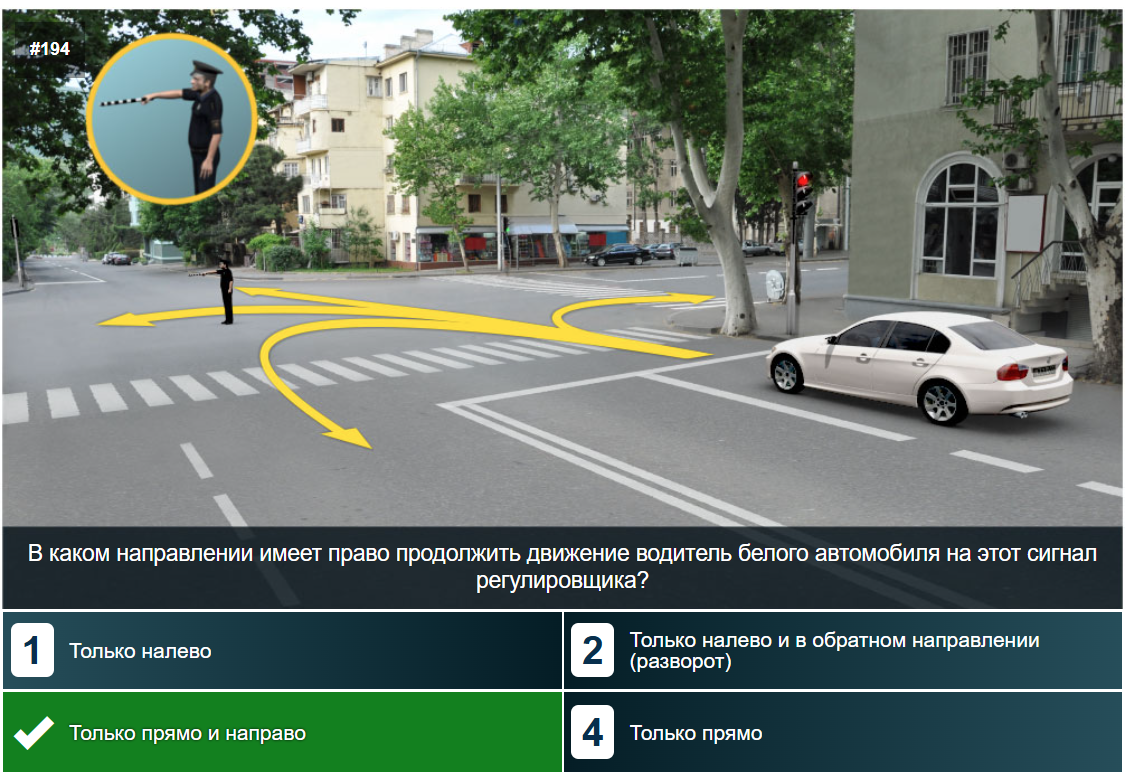 #194
В каком направлении имеет право продолжить движение водитель белого автомобиля на этот сигнал
регулировщика?
1 Только налево
2 Только налево и в обратном направлении
(разворот)
Только прямо и направо
4 Только прямо